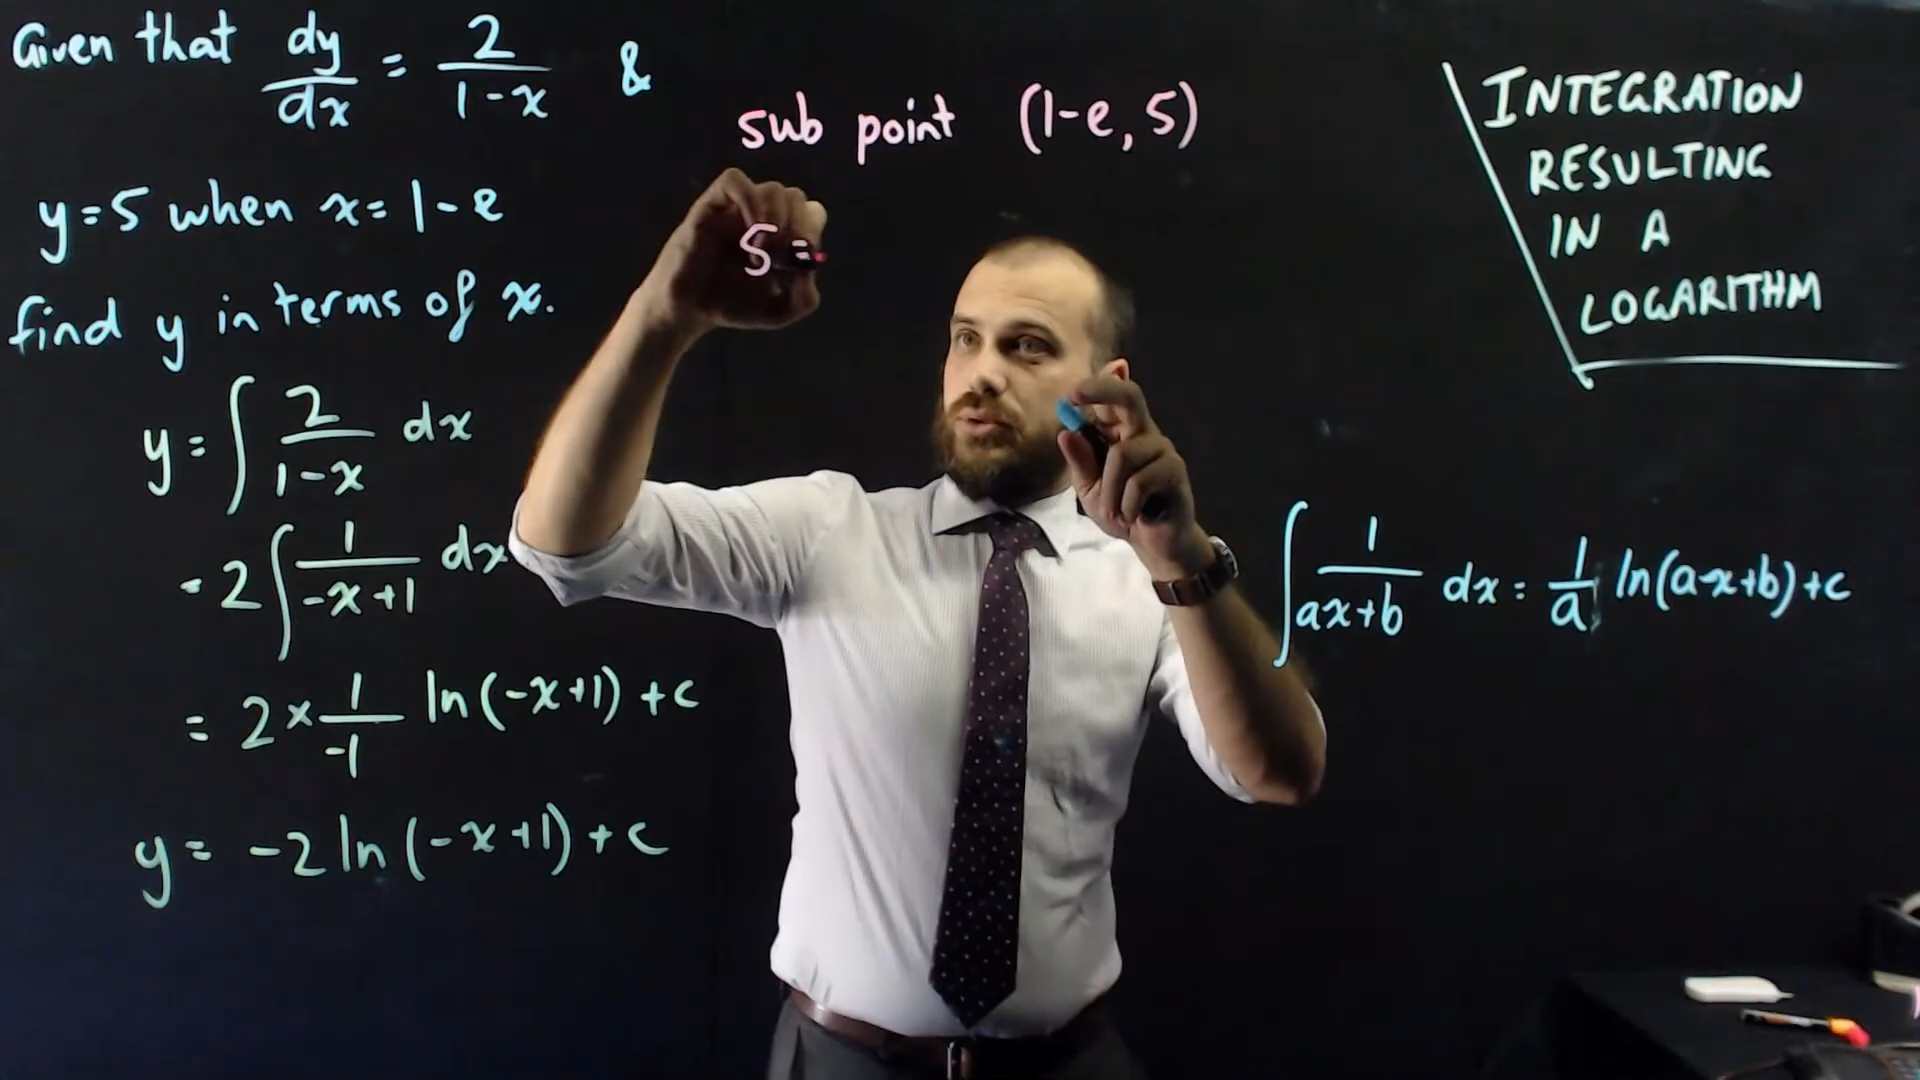 Given that dy/dx = 2/(1-x) &
y=5 when x=1-e
find y in terms of x.
y= ∫ 2/(1-x) dx
= 2 ∫ 1/(-x+1) dx
= 2 × 1/-1 ln(-x+1) +c
y= -2 ln(-x+1)+c
sub point (1-e, 5)
5 =
INTEGRATION
RESULTING
IN A
LOGARITHM
∫ 1/(ax+b) dx = 1/a ln(ax+b)+c